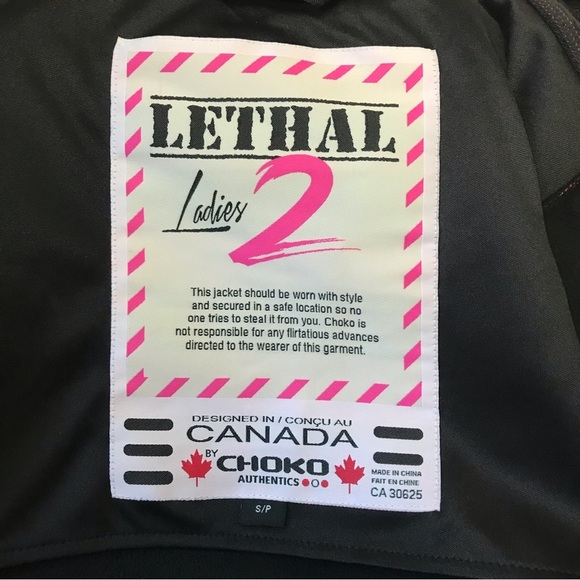 LETHAL
Ladies 2
This jacket should be worn with style
and secured in a safe location so no
one tries to steal it from you. Choko is
not responsible for any flirtatious advances
directed to the wearer of this garment.
DESIGNED IN / CONÇU AU
CANADA
BY CHOKO
AUTHENTICS
MADE IN CHINA
FAIT EN CHINE
CA 30625
S/P